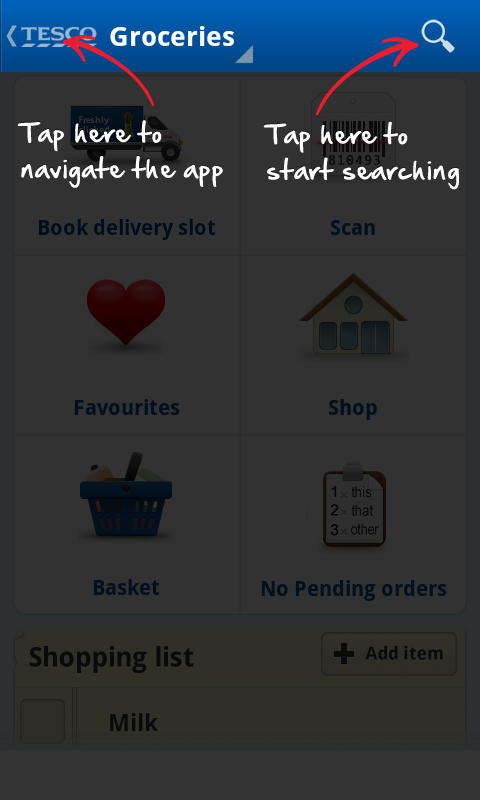 TESCO Groceries
Freshly
Tap here to
navigate the app
Tap here to
start searching
810493
Book delivery slot
Scan
Favourites
Shop
1 x this
2 x that
3 x other
Basket
No Pending orders
Shopping list
Add item
Milk